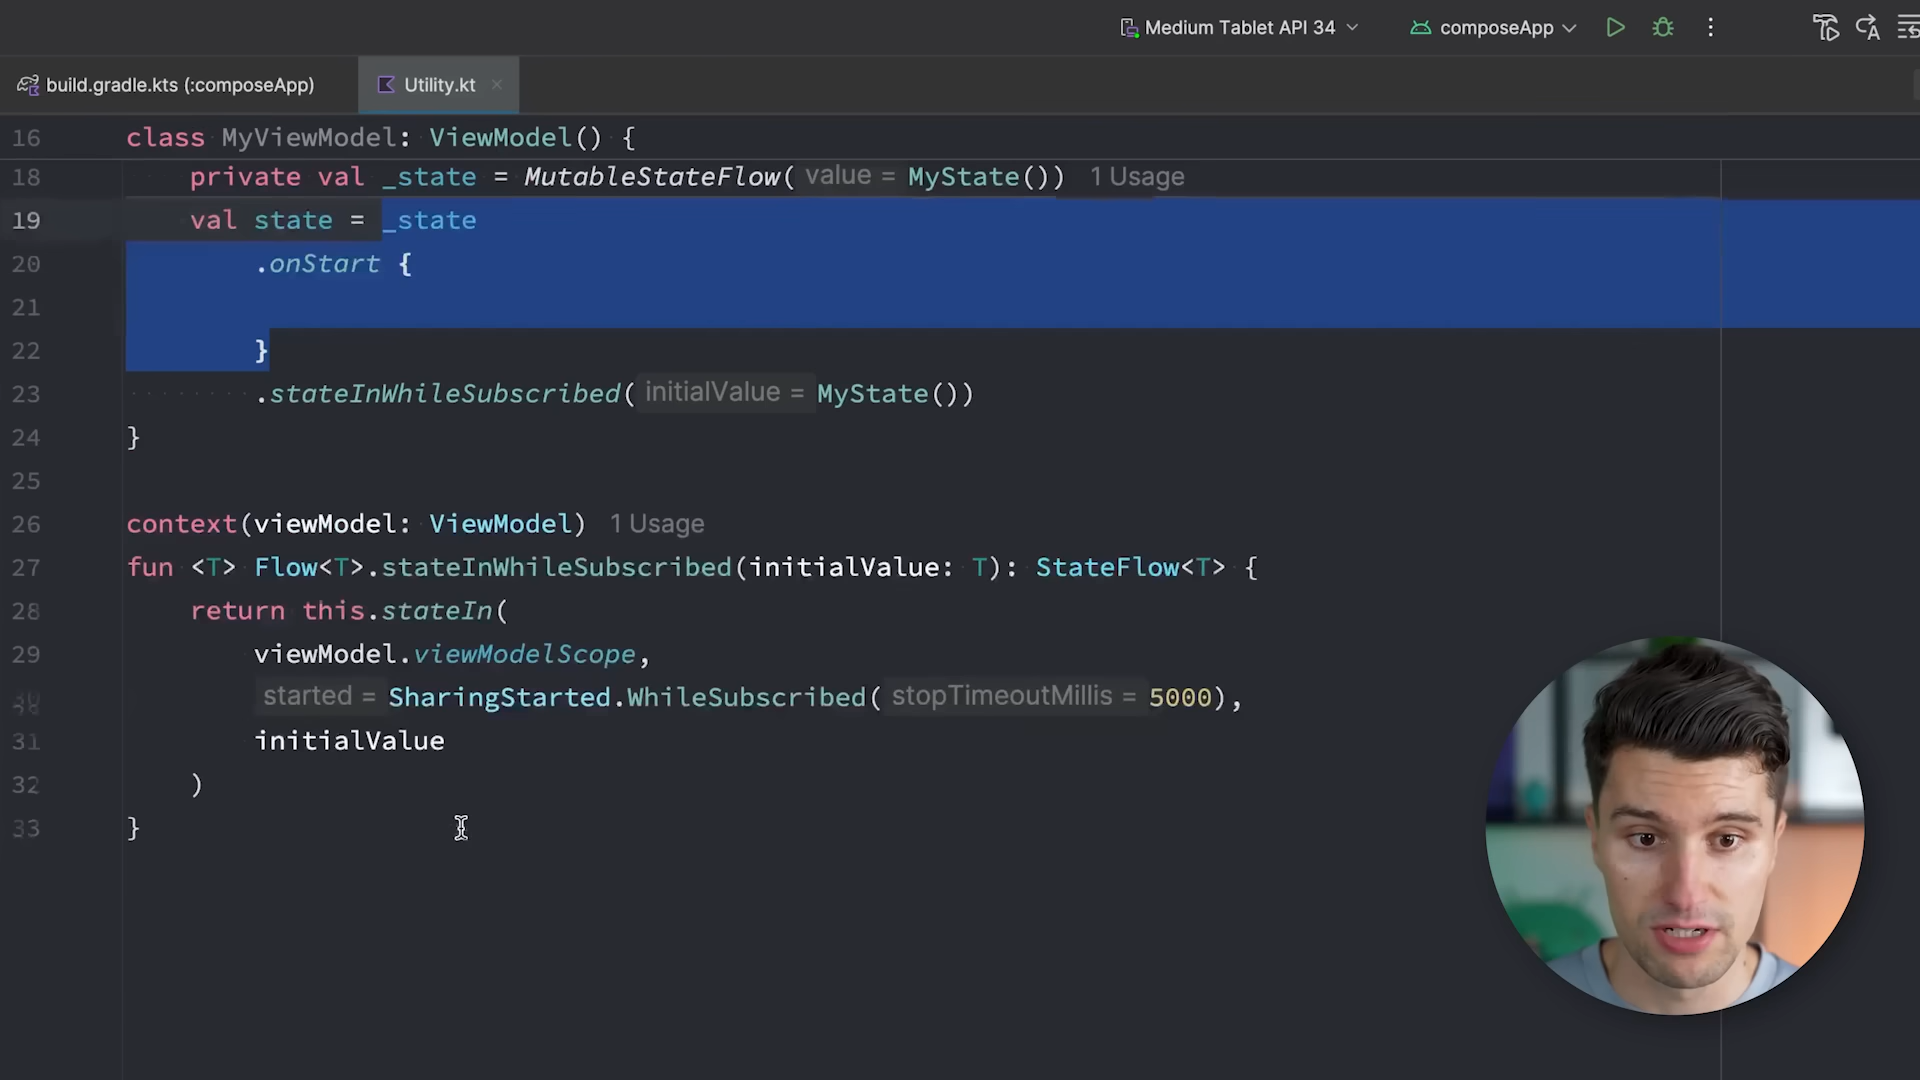 Medium Tablet API 34 composeApp
build.gradle.kts (:composeApp) Utility.kt
16 class MyViewModel: ViewModel() {
18 private val _state = MutableStateFlow( value = MyState()) 1 Usage
19 val state = _state
20 .onStart {
21
22 }
23 .stateInWhileSubscribed( initialValue = MyState())
24 }
25
26 context(viewModel: ViewModel) 1 Usage
27 fun <T> Flow<T>.stateInWhileSubscribed(initialValue: T): StateFlow<T> {
28 return this.stateIn(
29 viewModel.viewModelScope,
30 started = SharingStarted.WhileSubscribed( stopTimeoutMillis = 5000),
31 initialValue
32 )
33 }